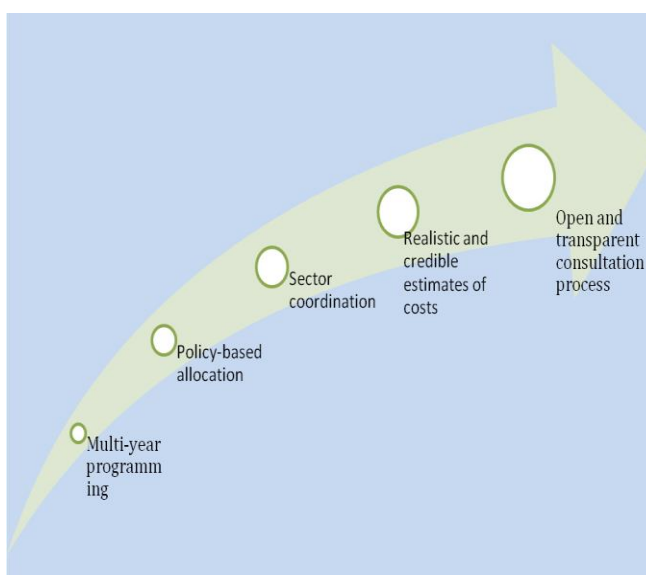 Multi-year
programm
ing
Policy-based
allocation
Sector
coordination
Realistic and
credible
estimates of
costs
Open and
transparent
consultation
process